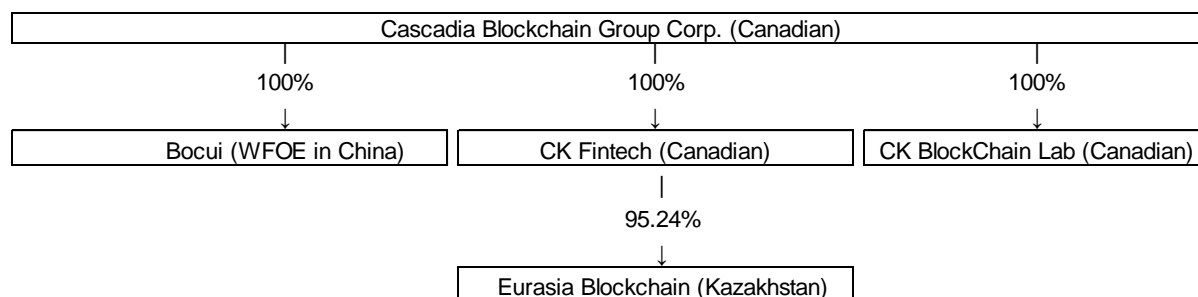 Cascadia Blockchain Group Corp. (Canadian)
| | |
100% 100% 100%
↓ ↓ ↓
Bocui (WFOE in China) CK Fintech (Canadian) CK BlockChain Lab (Canadian)
|
95.24%
↓
Eurasia Blockchain (Kazakhstan)